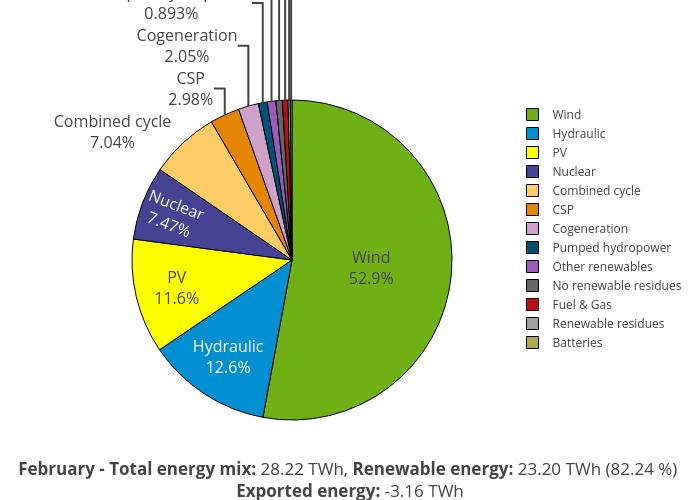 0.893%
Cogeneration
2.05%
CSP
2.98%
Combined cycle
7.04%
Nuclear
7.47%
PV
11.6%
Hydraulic
12.6%
Wind
52.9%
Wind
Hydraulic
PV
Nuclear
Combined cycle
CSP
Cogeneration
Pumped hydropower
Other renewables
No renewable residues
Fuel & Gas
Renewable residues
Batteries
February - Total energy mix: 28.22 TWh, Renewable energy: 23.20 TWh (82.24 %)
Exported energy: -3.16 TWh